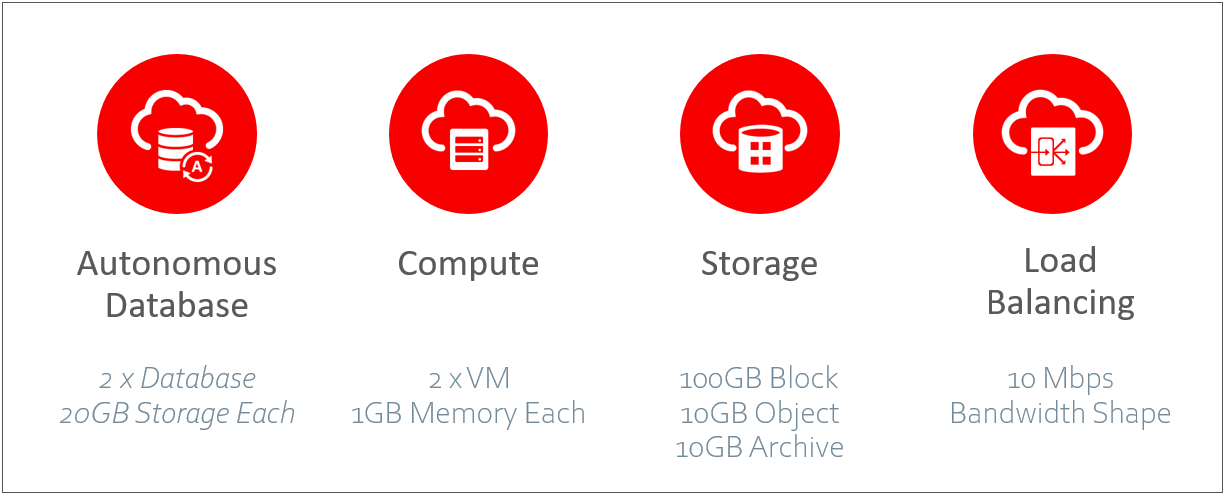 A
Autonomous
Database
2 x Database
20GB Storage Each
Compute
2 x VM
1GB Memory Each
Storage
100GB Block
10GB Object
10GB Archive
Load
Balancing
10 Mbps
Bandwidth Shape